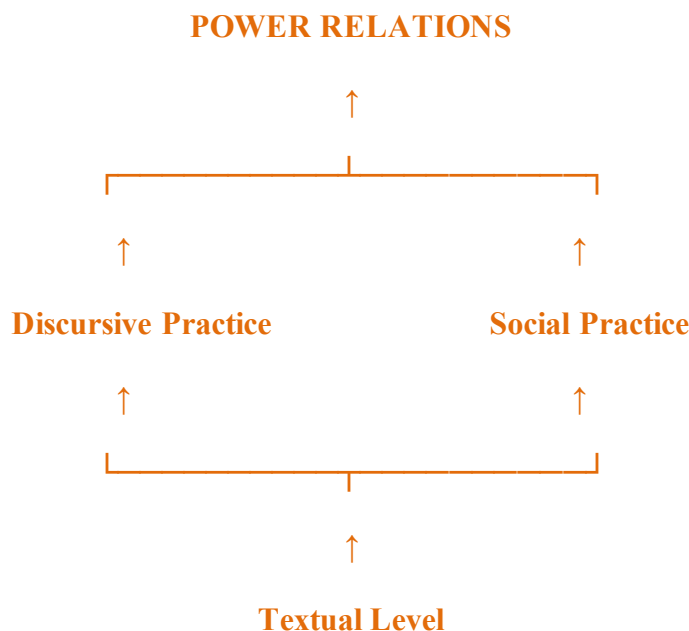 POWER RELATIONS
Discursive Practice
Social Practice
Textual Level